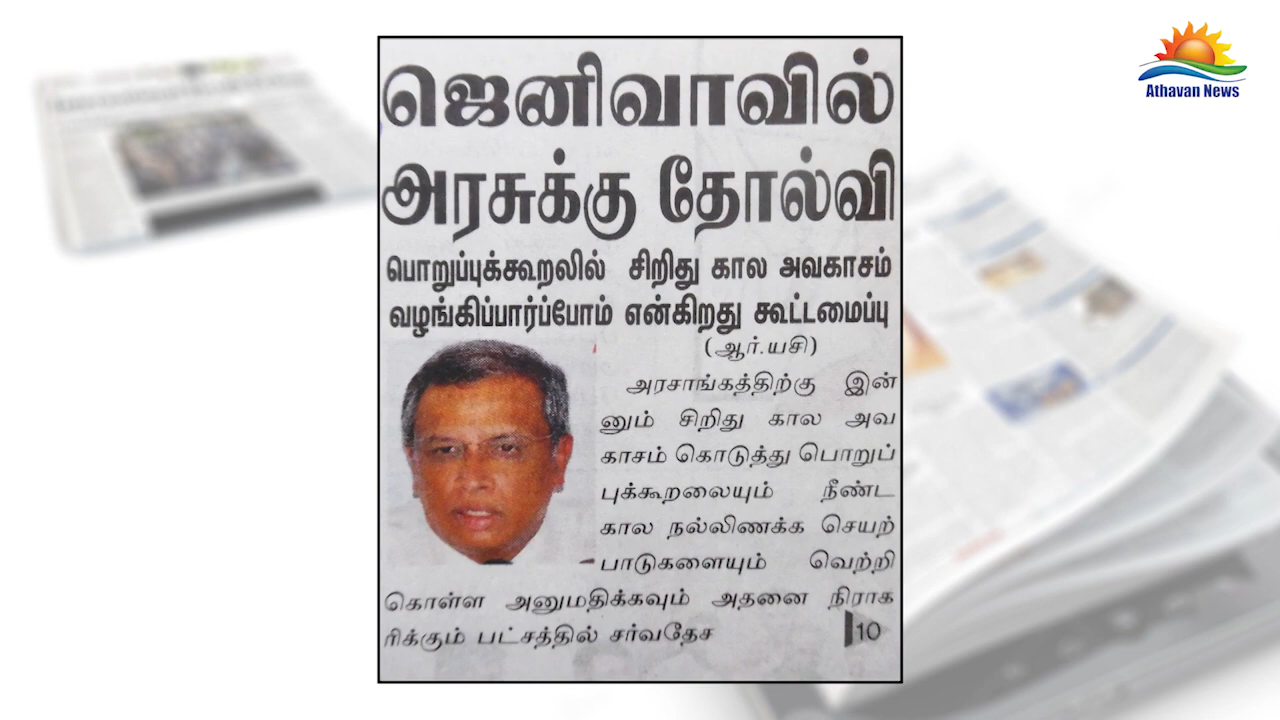 Athavan News
ஜெனிவாவில்
அரசுக்கு தோல்வி
பொறுப்புக்கூறலில் சிறிது கால அவகாசம்
வழங்கிப்பார்ப்போம் என்கிறது கூட்டமைப்பு
(ஆர்.யசி)
அரசாங்கத்திற்கு இன்
னும் சிறிது கால அவ
காசம் கொடுத்து பொறுப்
புக்கூறலையும் நீண்ட
கால நல்லிணக்க செயற்
பாடுகளையும் வெற்றி
கொள்ள அனுமதிக்கவும் அதனை நிராக
ரிக்கும் பட்சத்தில் சர்வதேச
10